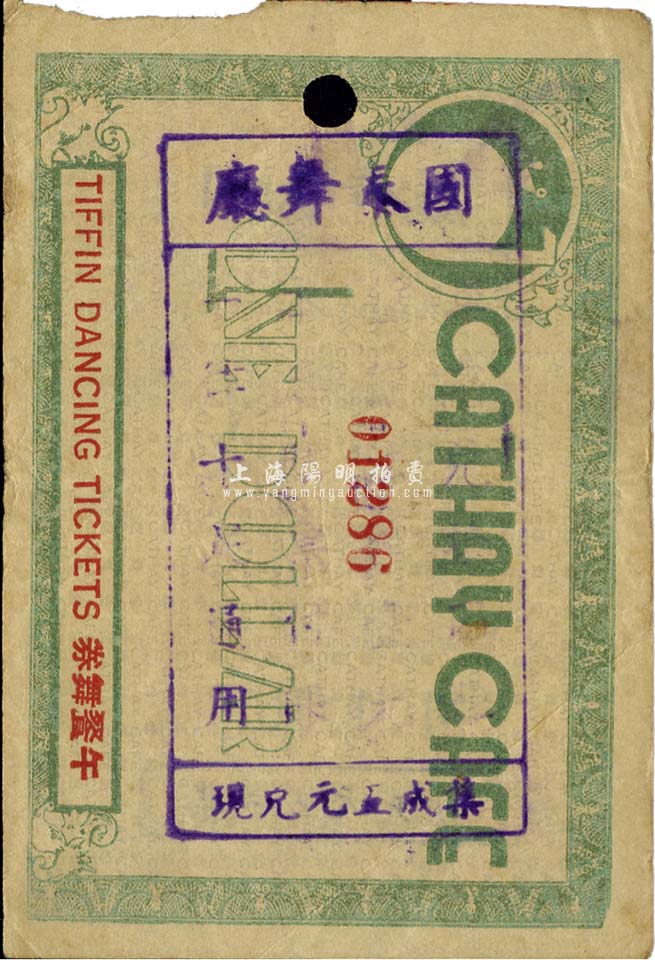 CATHAY CAFE
01286
ONE DOLLAR
TIFFIN DANCING TICKETS 券舞餐午
廳舞泰國
用
現兌元五成集
上海陽明拍賣
www.yangmingauction.com